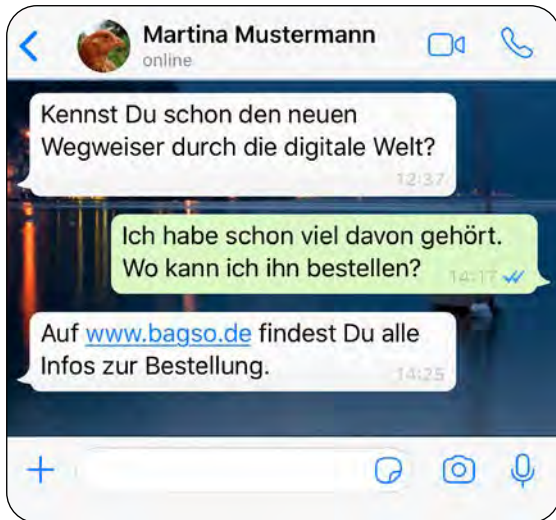 Martina Mustermann
online
Kennst Du schon den neuen
Wegweiser durch die digitale Welt?
12:37
Ich habe schon viel davon gehört.
Wo kann ich ihn bestellen?
14:17
Auf www.bagso.de findest Du alle
Infos zur Bestellung.
14:25